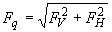 F_q = √(F_V^2 + F_H^2)